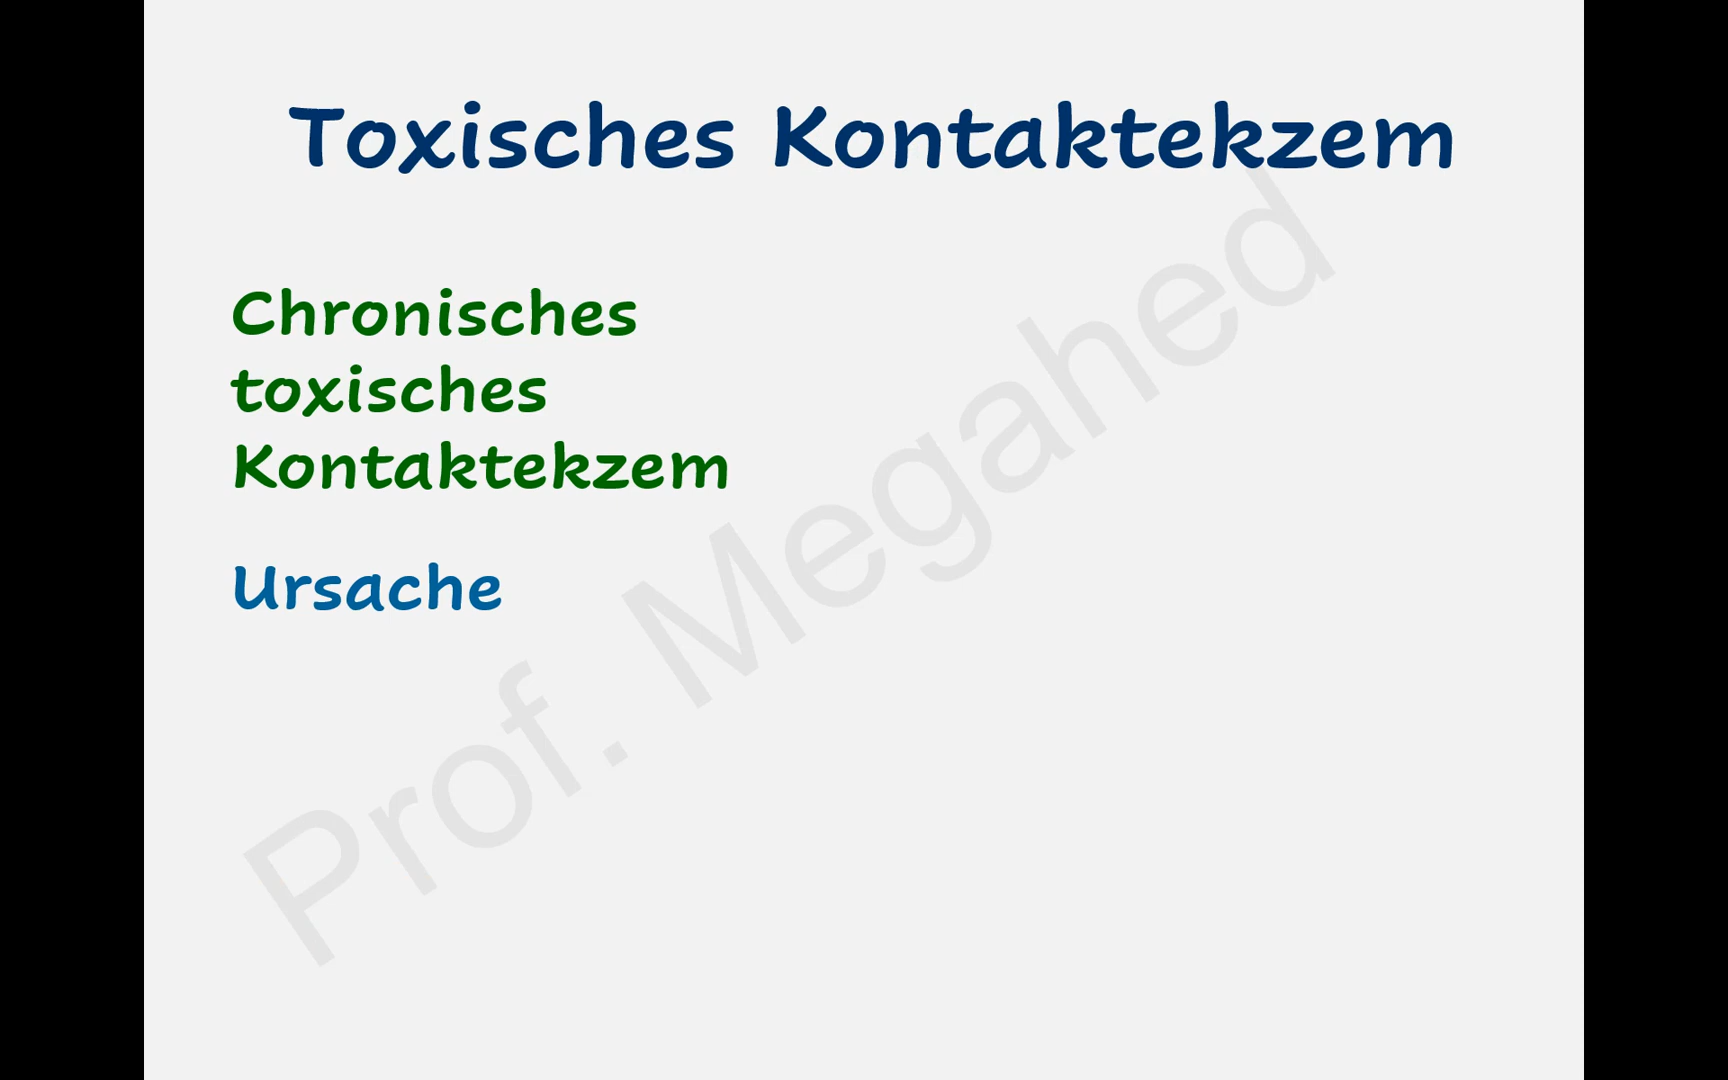 Toxisches Kontaktekzem
Chronisches
toxisches
Kontaktekzem
Ursache
Prof. Megahed